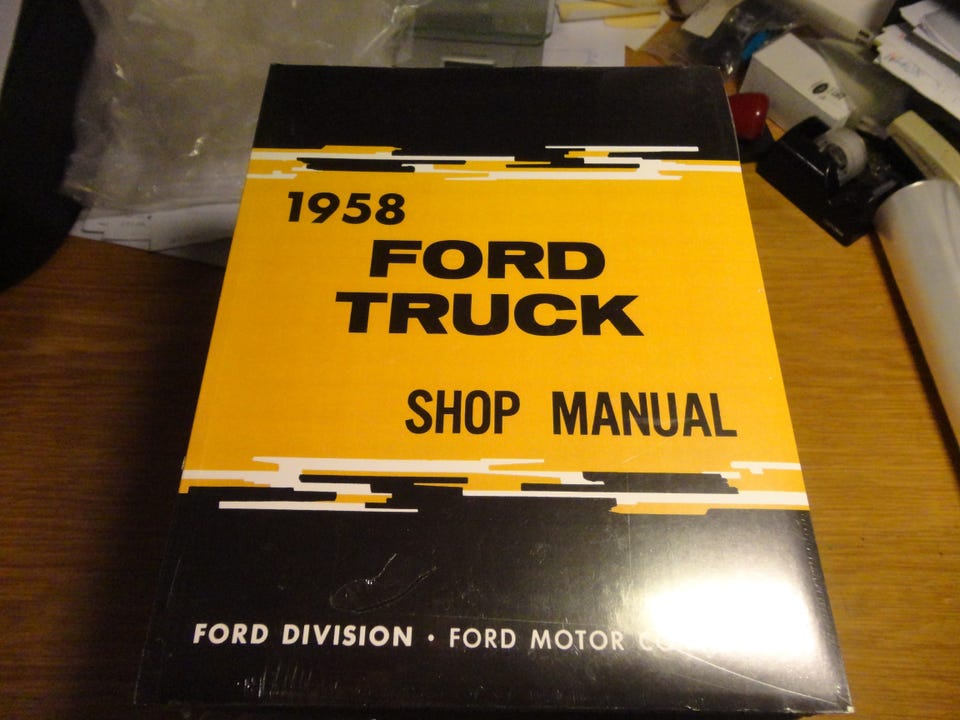 1958
FORD
TRUCK
SHOP MANUAL
FORD DIVISION • FORD MOTOR